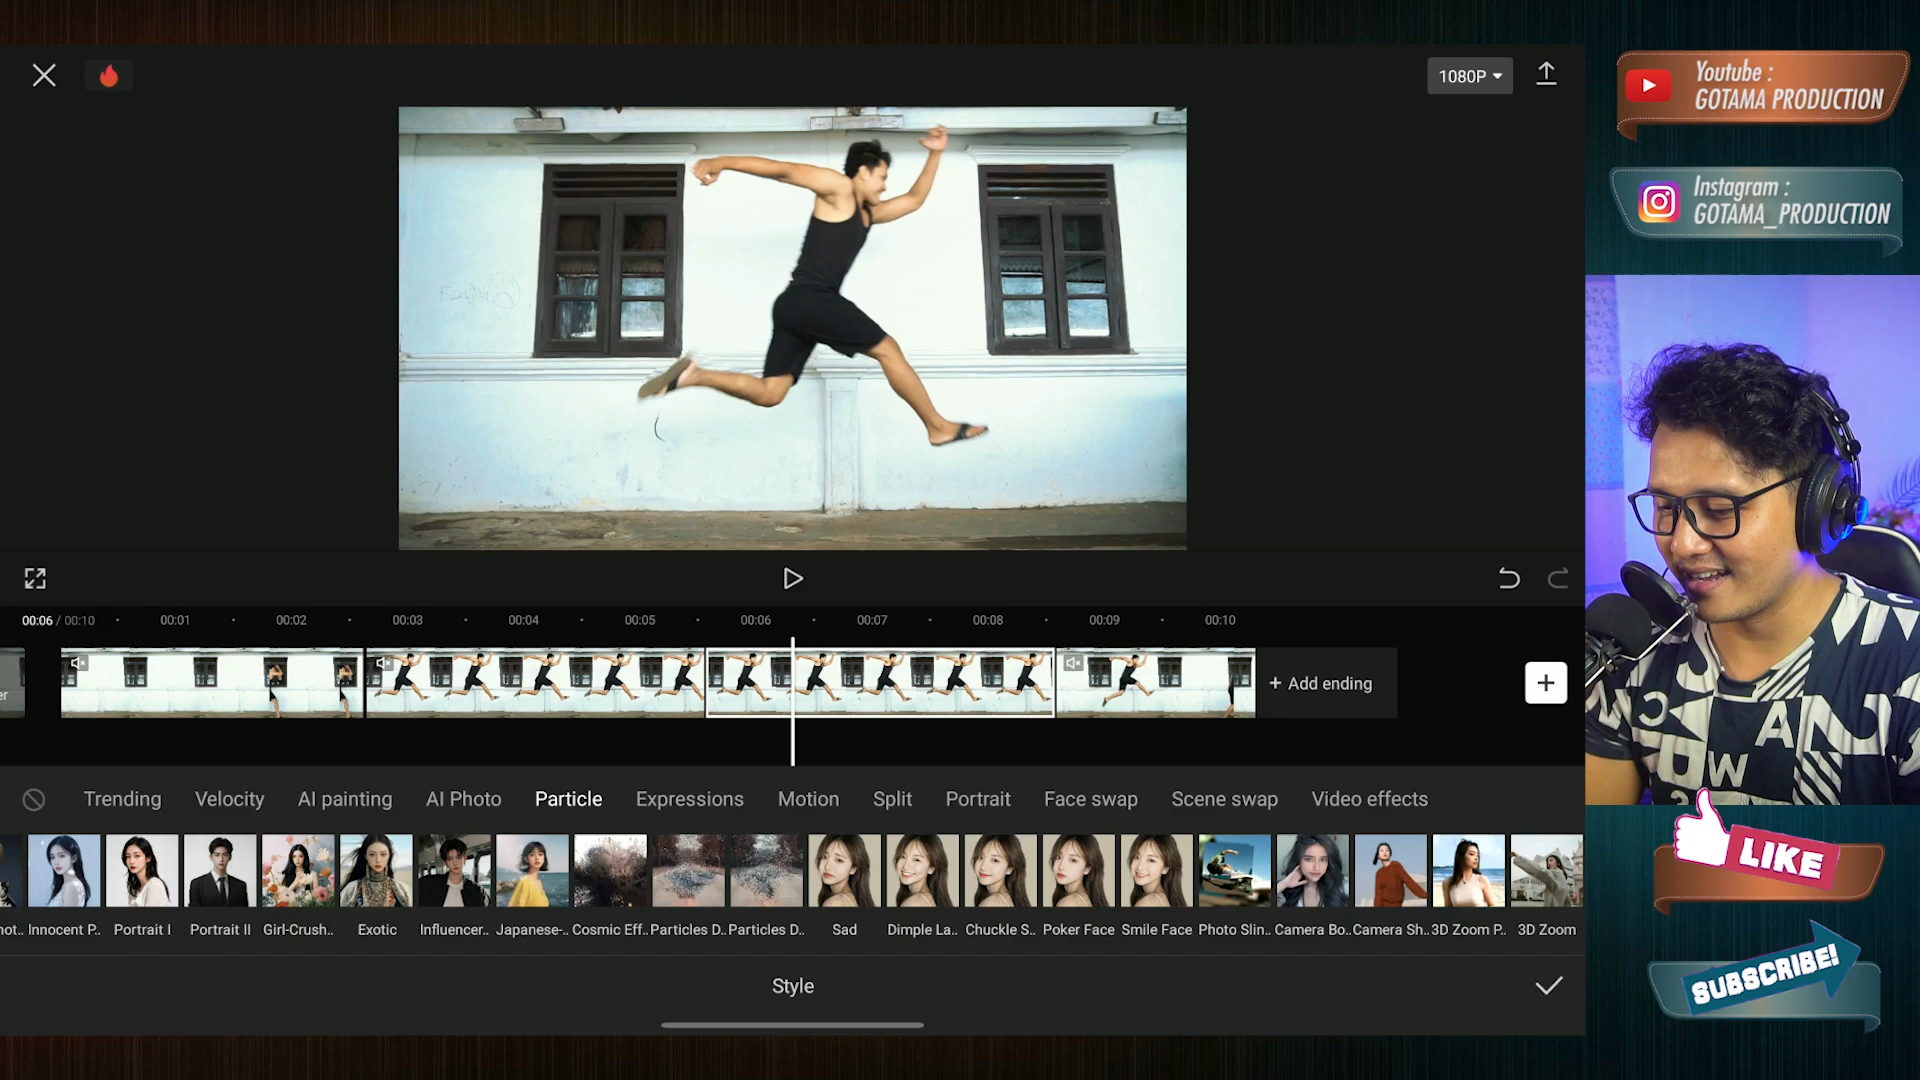 1080P
Youtube :
GOTAMA PRODUCTION
Instagram :
GOTAMA_PRODUCTION
00:06 / 00:10
00:01
00:02
00:03
00:04
00:05
00:06
00:07
00:08
00:09
00:10
er
+ Add ending
+
Trending
Velocity
AI painting
AI Photo
Particle
Expressions
Motion
Split
Portrait
Face swap
Scene swap
Video effects
not..
Innocent P..
Portrait I
Portrait II
Girl-Crush..
Exotic
Influencer..
Japanese-..
Cosmic Eff..
Particles D..
Particles D..
Sad
Dimple La..
Chuckle S..
Poker Face
Smile Face
Photo Slin..
Camera Bo..
Camera Sh..
3D Zoom P..
3D Zoom
Style
LIKE
SUBSCRIBE!